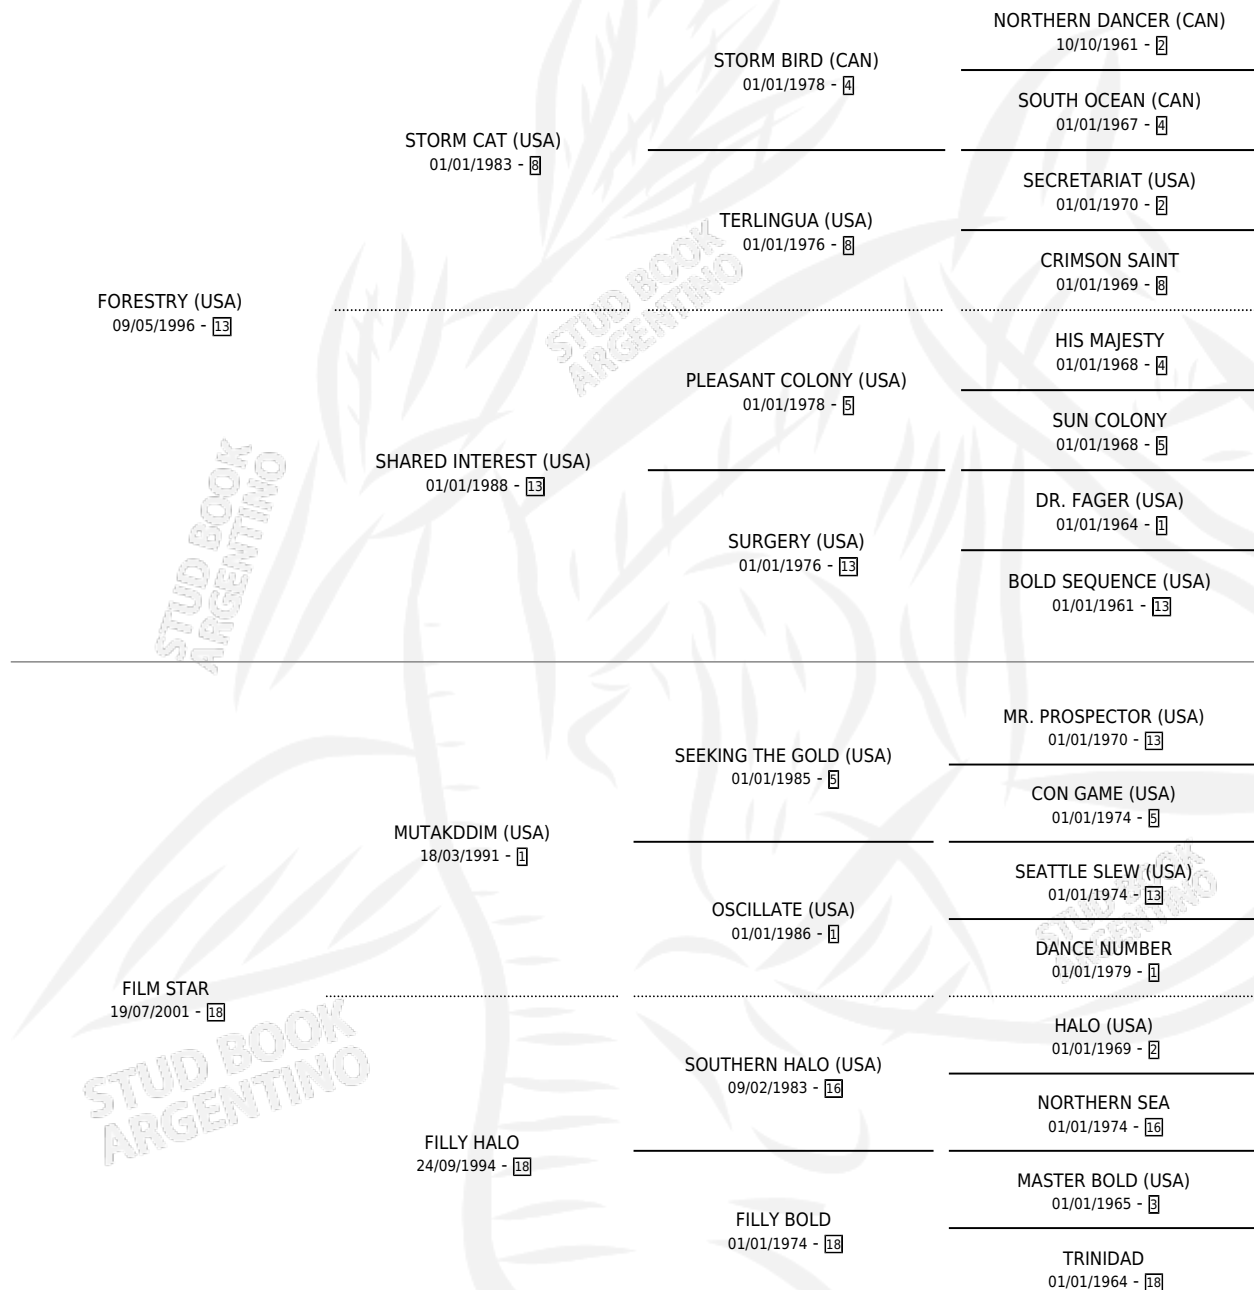 NORTHERN DANCER (CAN)
10/10/1961 - 2
STORM BIRD (CAN)
01/01/1978 - 4
SOUTH OCEAN (CAN)
01/01/1967 - 4
STORM CAT (USA)
01/01/1983 - 8
SECRETARIAT (USA)
01/01/1970 - 2
TERLINGUA (USA)
01/01/1976 - 8
CRIMSON SAINT
01/01/1969 - 8
FORESTRY (USA)
09/05/1996 - 13
STUD BOOK
ARGENTINO
HIS MAJESTY
01/01/1968 - 4
PLEASANT COLONY (USA)
01/01/1978 - 5
SUN COLONY
01/01/1968 - 5
SHARED INTEREST (USA)
01/01/1988 - 13
DR. FAGER (USA)
01/01/1964 - 1
SURGERY (USA)
01/01/1976 - 13
BOLD SEQUENCE (USA)
01/01/1961 - 13
STUD BOOK
ARGENTINO
MR. PROSPECTOR (USA)
01/01/1970 - 13
SEEKING THE GOLD (USA)
01/01/1985 - 5
CON GAME (USA)
01/01/1974 - 5
MUTAKDDIM (USA)
18/03/1991 - 1
SEATTLE SLEW (USA)
01/01/1974 - 13
STUD BOOK
ARGENTINO
OSCILLATE (USA)
01/01/1986 - 1
DANCE NUMBER
01/01/1979 - 1
FILM STAR
19/07/2001 - 18
HALO (USA)
01/01/1969 - 2
SOUTHERN HALO (USA)
09/02/1983 - 16
NORTHERN SEA
01/01/1974 - 16
STUD BOOK
ARGENTINO
FILLY HALO
24/09/1994 - 18
MASTER BOLD (USA)
01/01/1965 - 3
FILLY BOLD
01/01/1974 - 18
TRINIDAD
01/01/1964 - 18